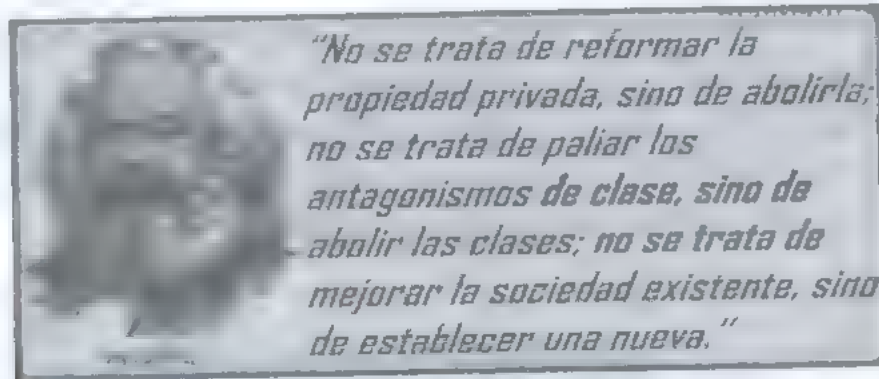 "No se trata de reformar la
propiedad privada, sino de abolirla;
no se trata de paliar los
antagonismos de clase, sino de
abolir las clases; no se trata de
mejorar la sociedad existente, sino
de establecer una nueva."